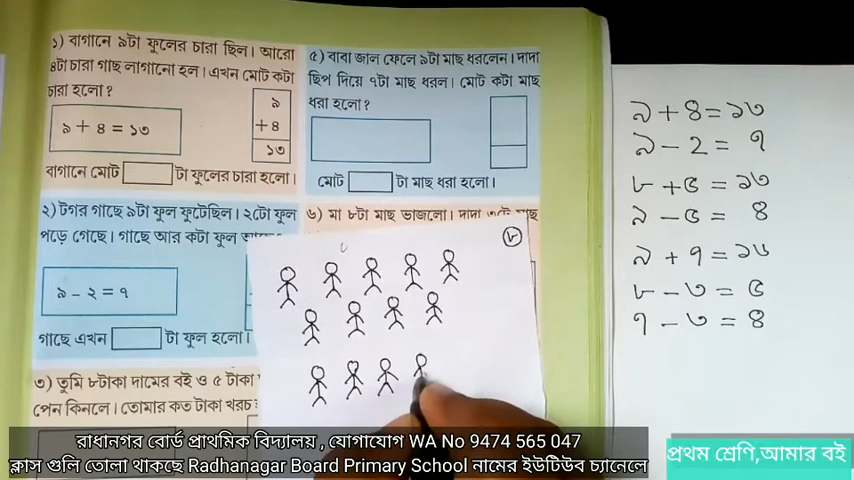 ১) বাগানে ৯টা ফুলের চারা ছিল। আরো
৪টা চারা গাছ লাগানো হল। এখন মোট কটা
চারা হলো?
৯ + ৪ = ১৩
৯
+ ৪
১৩
বাগানে মোট টা ফুলের চারা হলো।
২) টগর গাছে ৯টা ফুল ফুটেছিল। ২টো ফুল
পড়ে গেছে। গাছে আর কটা ফুল
৯ – ২ = ৭
গাছে এখন টা ফুল হলো।
৩) তুমি ৮টাকা দামের বই ও ৫ টাকা
পেন কিনলে। তোমার কত টাকা খরচ
৫) বাবা জাল ফেলে ৯টা মাছ ধরলেন। দাদা
ছিপ দিয়ে ৭টা মাছ ধরল। মোট কটা মাছ
ধরা হলো?
মোট টা মাছ ধরা হলো।
৬) মা ৮টা মাছ ভাজলো। দাদা ৩টে মাছ
৮
৯ + ৪ = ১৩
৯ – 2 = ৭
৮ + ৫ = ১৩
৯ – ৫ = ৪
৯ + ৭ = ১৬
৮ – ৩ = ৫
৭ – ৩ = ৪
রাধানগর বোর্ড প্রাথমিক বিদ্যালয় , যোগাযোগ WA No 9474 565 047
ক্লাস গুলি তোলা থাকছে Radhanagar Board Primary School নামের ইউটিউব চ্যানেলে
প্রথম শ্রেণি,আমার বই